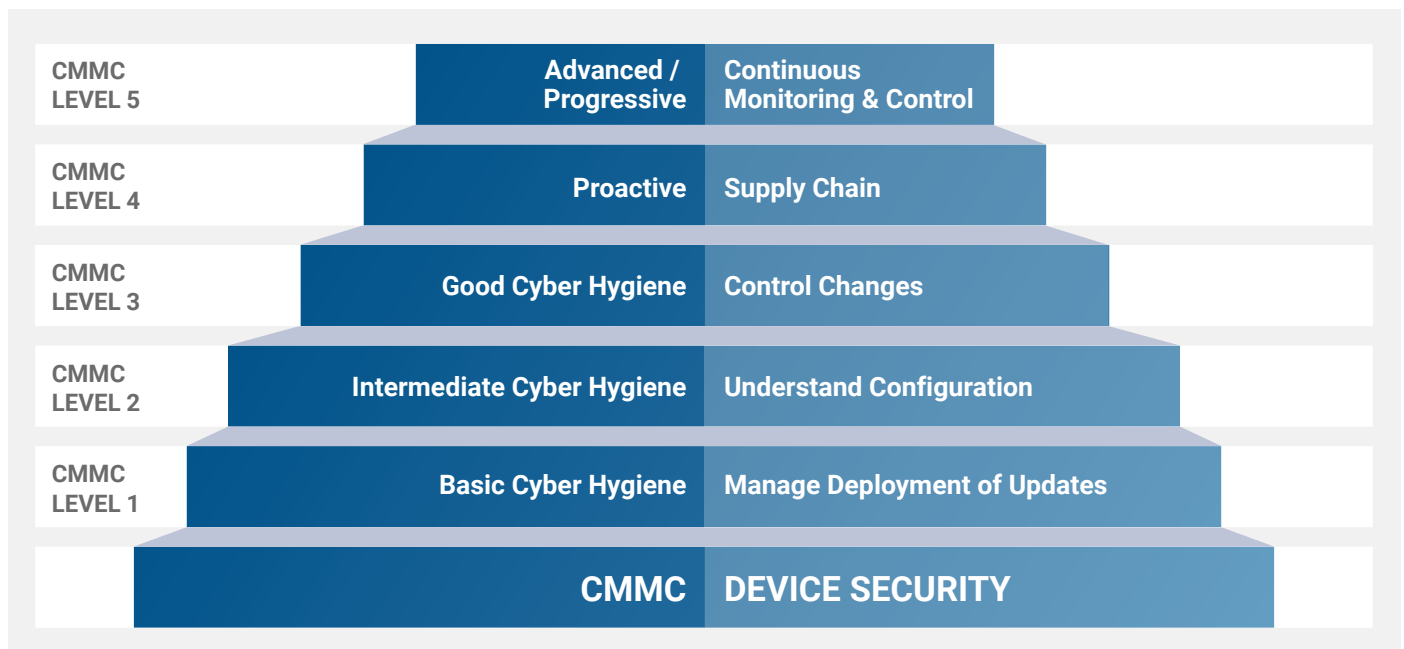 CMMC
LEVEL 5
Advanced /
Progressive
Continuous
Monitoring & Control
CMMC
LEVEL 4
Proactive
Supply Chain
CMMC
LEVEL 3
Good Cyber Hygiene
Control Changes
CMMC
LEVEL 2
Intermediate Cyber Hygiene
Understand Configuration
CMMC
LEVEL 1
Basic Cyber Hygiene
Manage Deployment of Updates
CMMC
DEVICE SECURITY